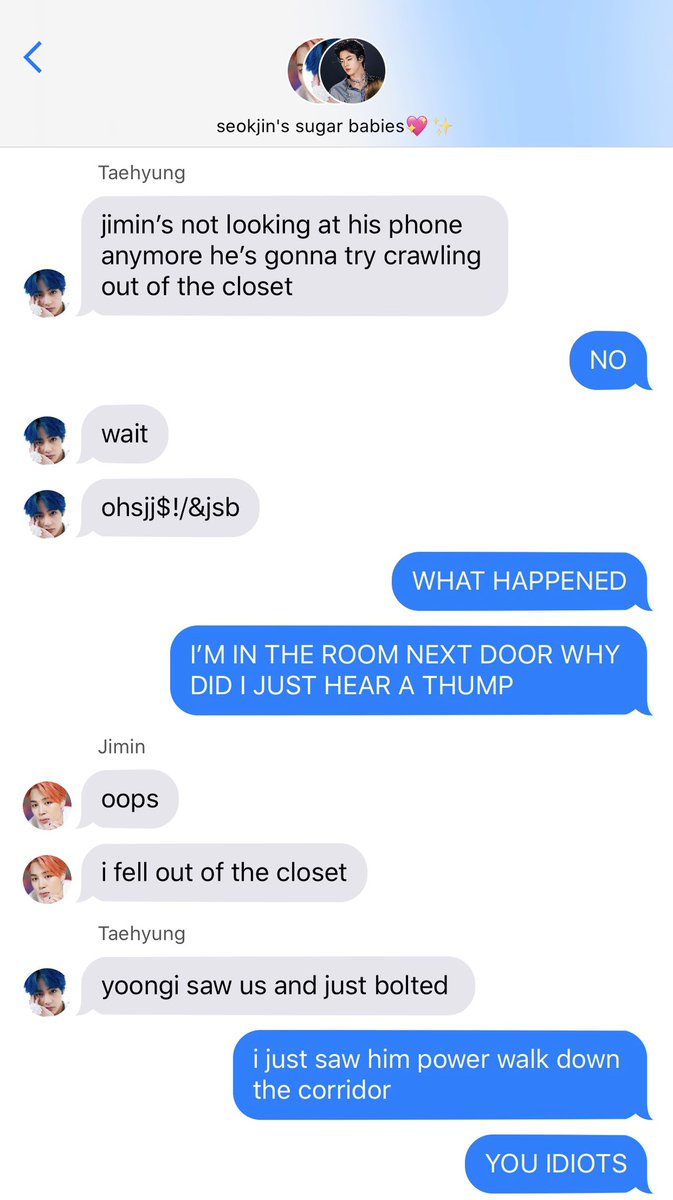 seokjin's sugar babies💖✨
Taehyung
jimin’s not looking at his phone
anymore he’s gonna try crawling
out of the closet
NO
wait
ohsjj$!/&jsb
WHAT HAPPENED
I’M IN THE ROOM NEXT DOOR WHY
DID I JUST HEAR A THUMP
Jimin
oops
i fell out of the closet
Taehyung
yoongi saw us and just bolted
i just saw him power walk down
the corridor
YOU IDIOTS